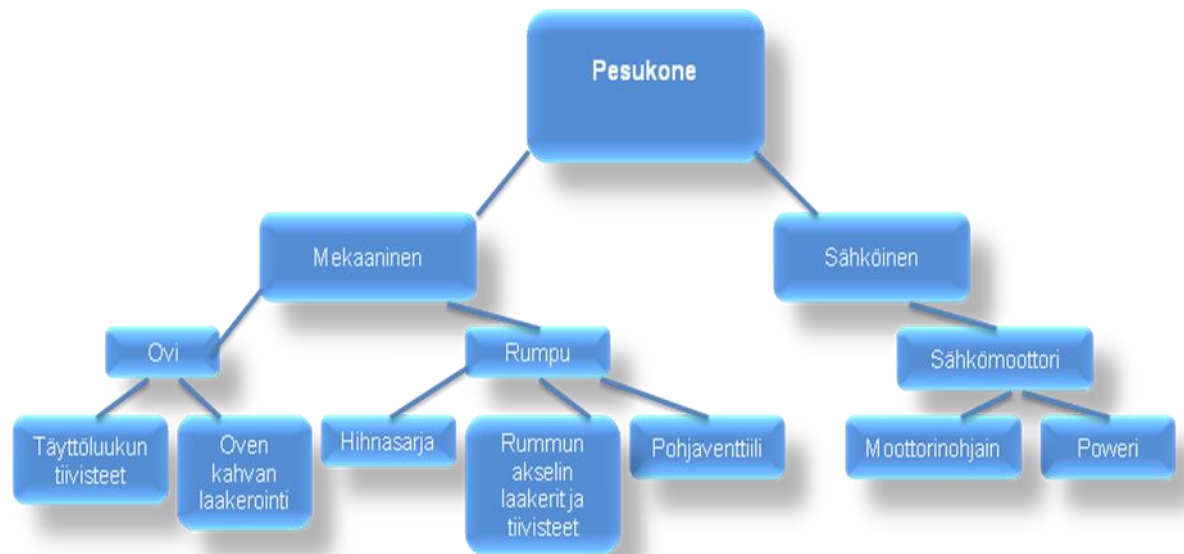 Pesukone
Mekaaninen
Sähköinen
Ovi
Rumpu
Sähkömoottori
Täyttöluukun
tiivisteet
Oven
kahvan
laakerointi
Hihnasarja
Rummun
akselin
laakerit ja
tiivisteet
Pohjaventtiili
Moottorinohjain
Poweri